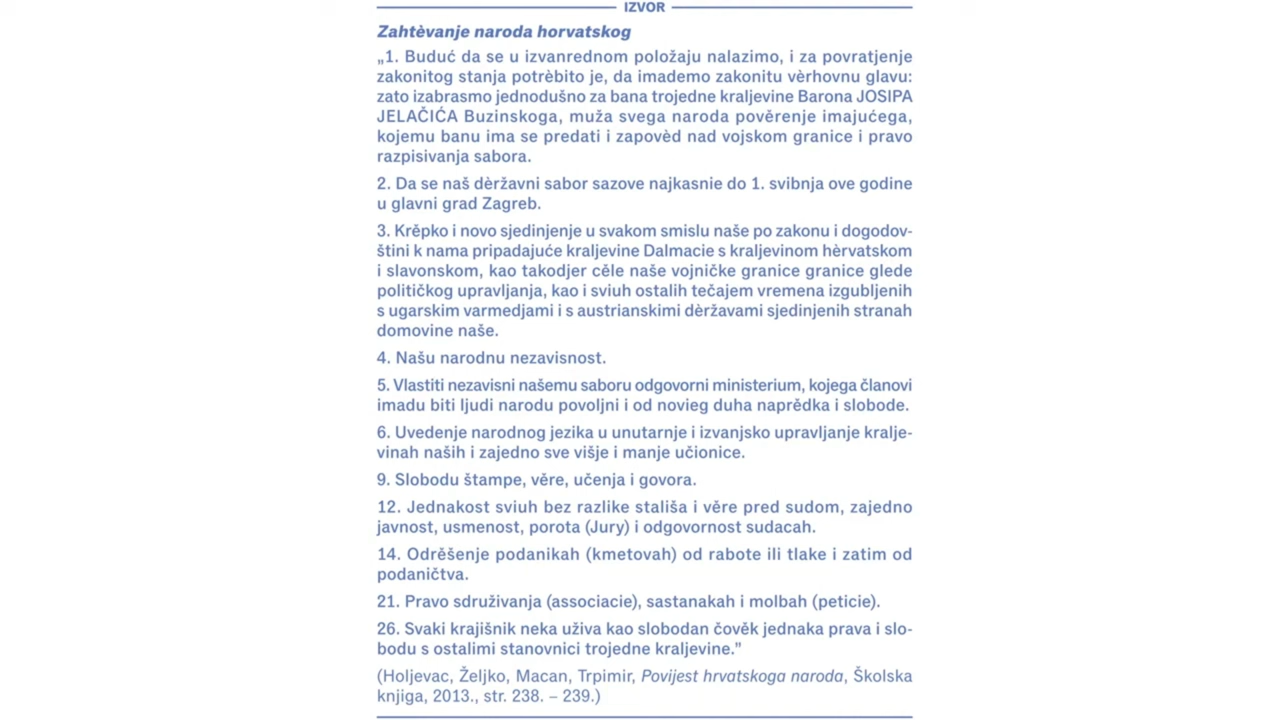 IZVOR
Zahtèvanje naroda horvatskog
„1. Buduć da se u izvanrednom položaju nalazimo, i za povratjenje
zakonitog stanja potrèbito je, da imademo zakonitu vèrhovnu glavu:
zato izabrasmo jednodušno za bana trojedne kraljevine Barona JOSIPA
JELAČIĆA Buzinskoga, muža svega naroda pověrenje imajućega,
kojemu banu ima se predati i zapovèd nad vojskom granice i pravo
razpisivanja sabora.
2. Da se naš dèržavni sabor sazove najkasnie do 1. svibnja ove godine
u glavni grad Zagreb.
3. Krěpko i novo sjedinjenje u svakom smislu naše po zakonu i dogodov-
štini k nama pripadajuće kraljevine Dalmacie s kraljevinom hèrvatskom
i slavonskom, kao takodjer cěle naše vojničke granice granice glede
političkog upravljanja, kao i sviuh ostalih tečajem vremena izgubljenih
s ugarskim varmedjami i s austrianskimi dèržavami sjedinjenih stranah
domovine naše.
4. Našu narodnu nezavisnost.
5. Vlastiti nezavisni našemu saboru odgovorni ministerium, kojega članovi
imadu biti ljudi narodu povoljni i od novieg duha naprědka i slobode.
6. Uvedenje narodnog jezika u unutarnje i izvanjsko upravljanje kralje-
vinah naših i zajedno sve višje i manje učionice.
9. Slobodu štampe, věre, učenja i govora.
12. Jednakost sviuh bez razlike stališa i věre pred sudom, zajedno
javnost, usmenost, porota (Jury) i odgovornost sudacah.
14. Odrěšenje podanikah (kmetovah) od rabote ili tlake i zatim od
podaničtva.
21. Pravo sdruživanja (associacie), sastanakah i molbah (peticie).
26. Svaki krajišnik neka uživa kao slobodan čověk jednaka prava i slo-
bodu s ostalimi stanovnici trojedne kraljevine.”
(Holjevac, Željko, Macan, Trpimir, Povijest hrvatskoga naroda, Školska
knjiga, 2013., str. 238. – 239.)